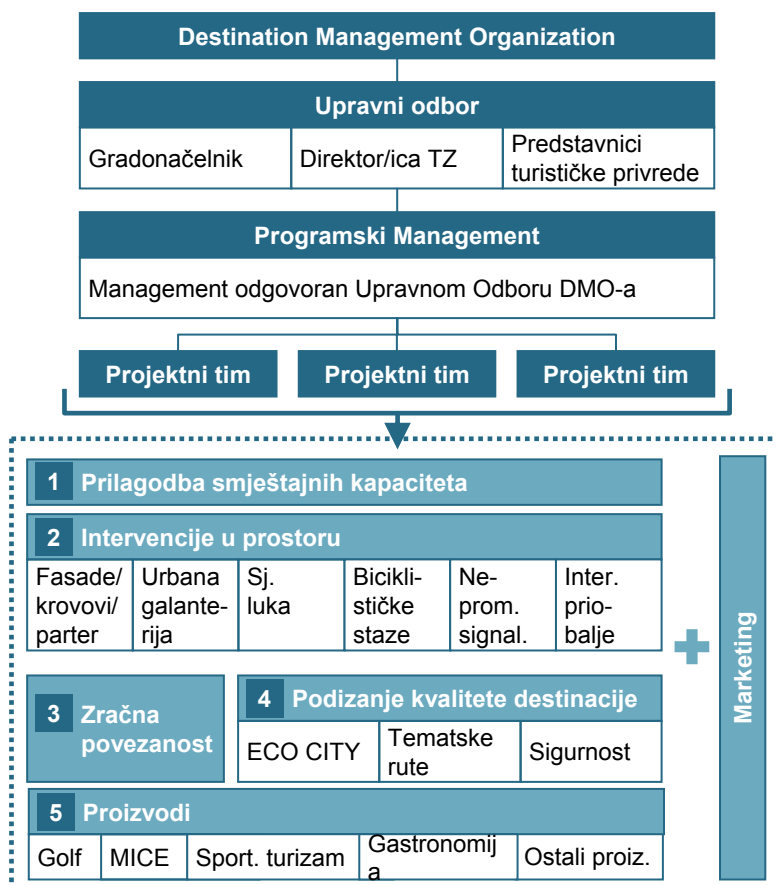 Destination Management Organization
Upravni odbor
Gradonačelnik
Direktor/ica TZ
Predstavnici
turističke privrede
Programski Management
Management odgovoran Upravnom Odboru DMO-a
Projektni tim
Projektni tim
Projektni tim
1 Prilagodba smještajnih kapaciteta
2 Intervencije u prostoru
Fasade/
krovovi/
parter
Urbana
galante-
rija
Sj.
luka
Bicikli-
stičke
staze
Ne-
prom.
signal.
Inter.
prio-
balje
3 Zračna
povezanost
4 Podizanje kvalitete destinacije
ECO CITY
Tematske
rute
Sigurnost
5 Proizvodi
Golf
MICE
Sport. turizam
Gastronomij
a
Ostali proiz.
Marketing